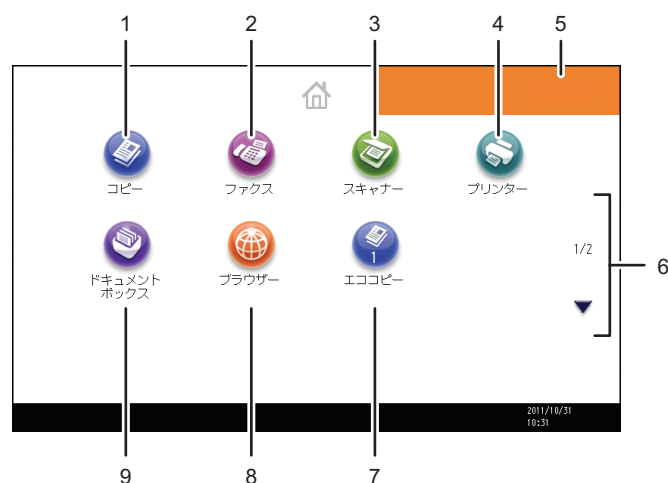 1 2 3 4 5
コピー ファクス スキャナー プリンター
1/2
6
ドキュメント
ボックス
ブラウザー エココピー
1
2011/10/31
10:31
9 8 7